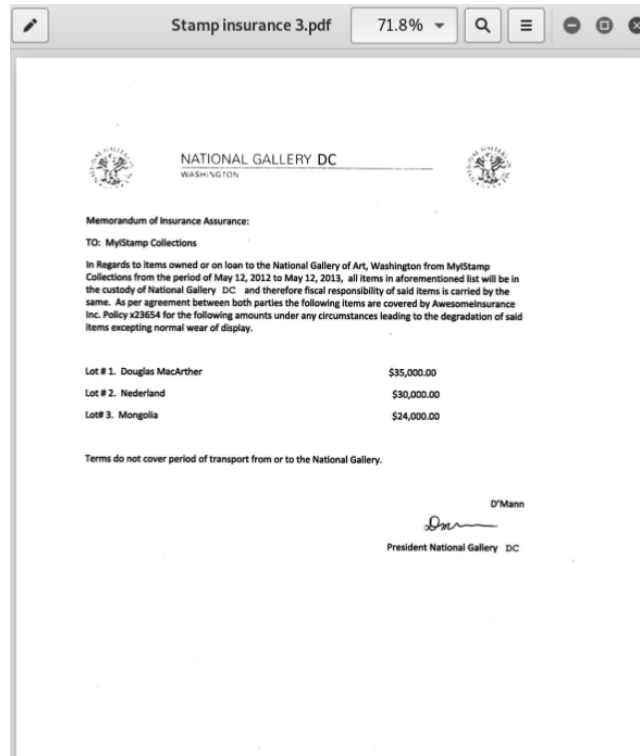 Stamp insurance 3.pdf
71.8%
NATIONAL GALLERY DC
WASHINGTON
Memorandum of Insurance Assurance:
TO: MyIStamp Collections
In Regards to items owned or on loan to the National Gallery of Art, Washington from MyIStamp
Collections from the period of May 12, 2012 to May 12, 2013, all items in aforementioned list will be in
the custody of National Gallery DC and therefore fiscal responsibility of said items is carried by the
same. As per agreement between both parties the following items are covered by AwesomeInsurance
Inc. Policy x23654 for the following amounts under any circumstances leading to the degradation of said
items excepting normal wear of display.
Lot # 1. Douglas MacArther $35,000.00
Lot # 2. Nederland $30,000.00
Lot# 3. Mongolia $24,000.00
Terms do not cover period of transport from or to the National Gallery.
D'Mann
President National Gallery DC